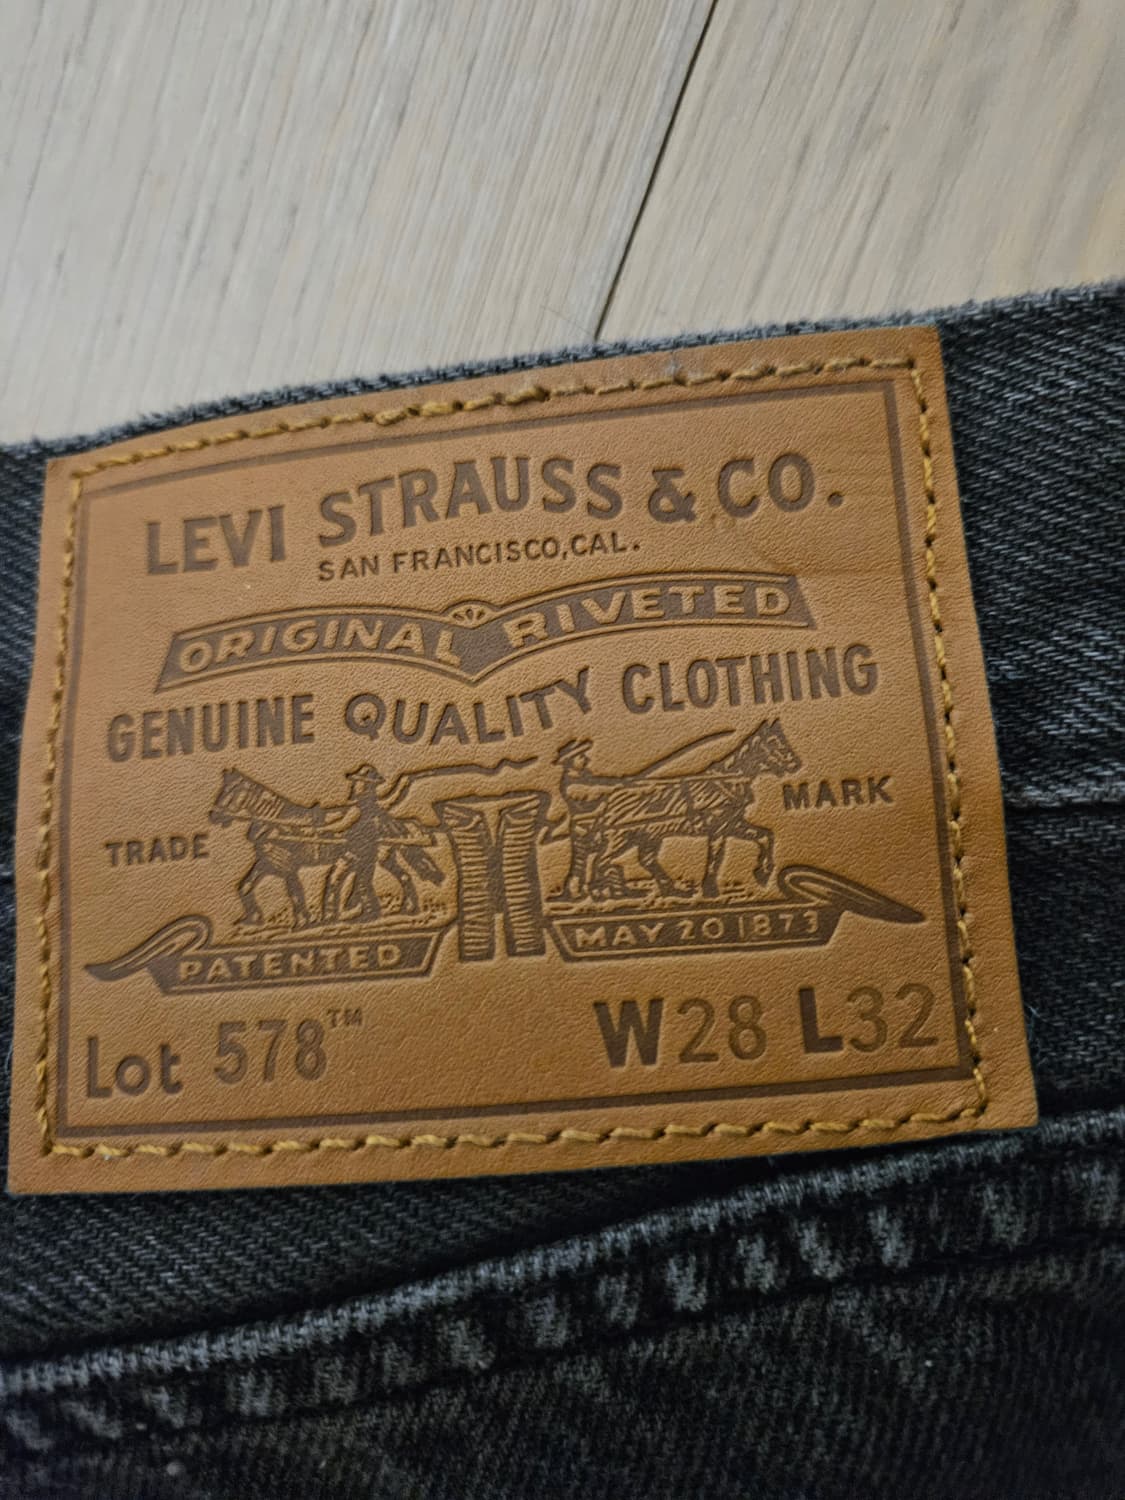 LEVI STRAUSS & CO.
SAN FRANCISCO, CAL.
ORIGINAL RIVETED
GENUINE QUALITY CLOTHING
TRADE MARK
PATENTED MAY 20 1873
Lot 578™ W28 L32